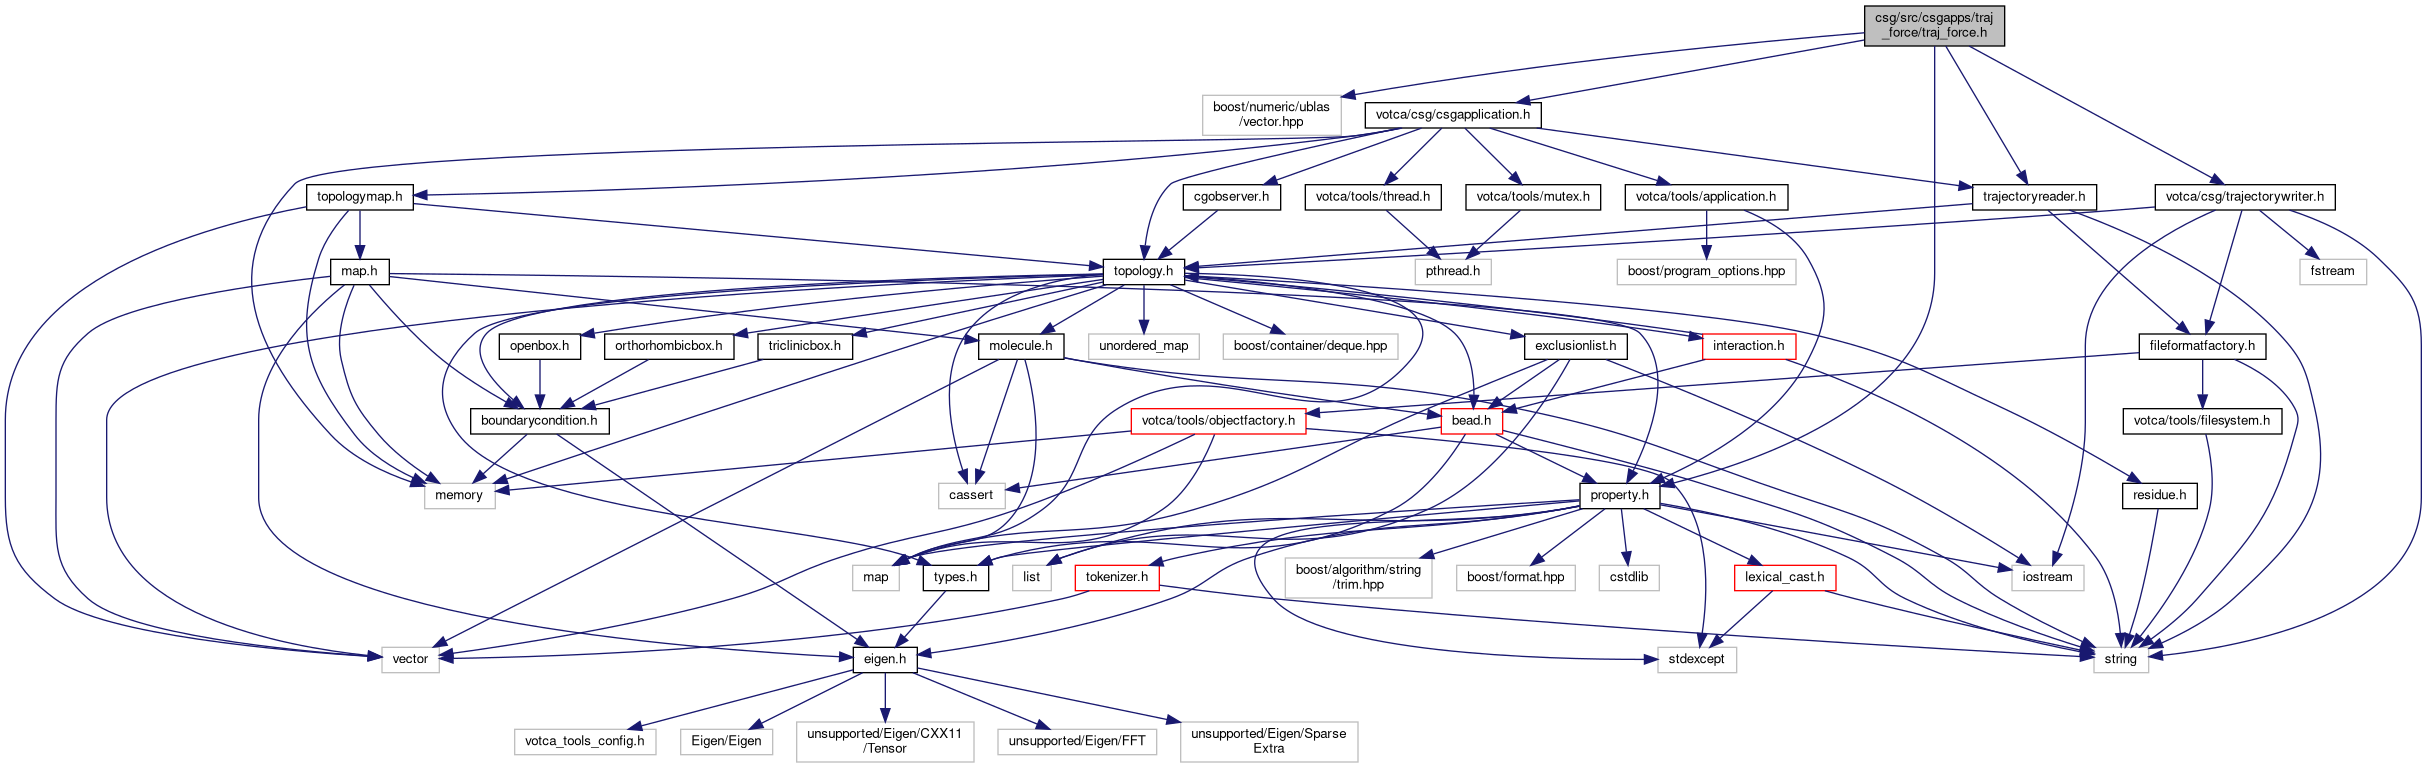 csg/src/csgapps/traj
_force/traj_force.h
boost/numeric/ublas
/vector.hpp
votca/csg/csgapplication.h
topologymap.h
cgobserver.h
votca/tools/thread.h
votca/tools/mutex.h
votca/tools/application.h
trajectoryreader.h
votca/csg/trajectorywriter.h
map.h
topology.h
pthread.h
boost/program_options.hpp
fstream
openbox.h
orthorhombicbox.h
triclinicbox.h
molecule.h
unordered_map
boost/container/deque.hpp
exclusionlist.h
interaction.h
fileformatfactory.h
boundarycondition.h
votca/tools/objectfactory.h
bead.h
votca/tools/filesystem.h
memory
cassert
property.h
residue.h
map
types.h
list
tokenizer.h
boost/algorithm/string
/trim.hpp
boost/format.hpp
cstdlib
lexical_cast.h
iostream
vector
eigen.h
stdexcept
string
votca_tools_config.h
Eigen/Eigen
unsupported/Eigen/CXX11
/Tensor
unsupported/Eigen/FFT
unsupported/Eigen/Sparse
Extra